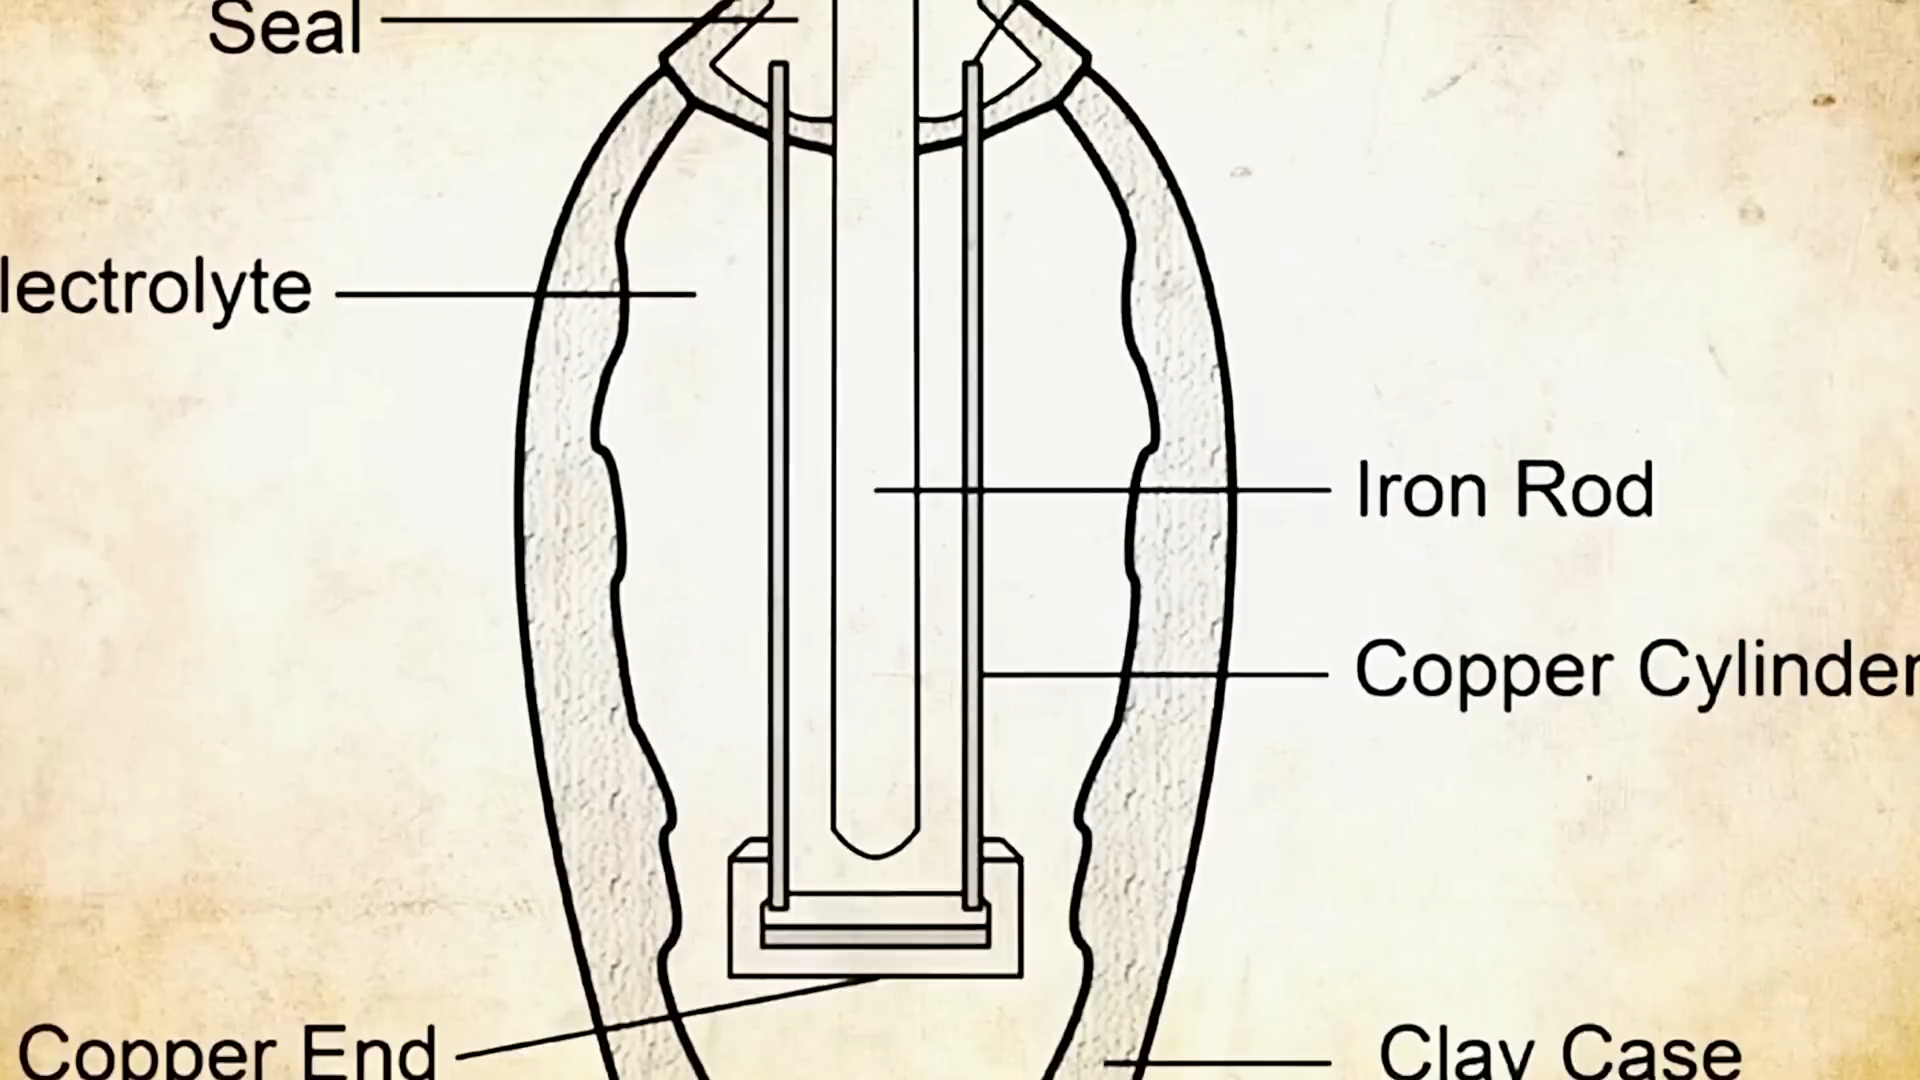 Seal
lectrolyte
Iron Rod
Copper Cylinder
Copper End
Clay Case